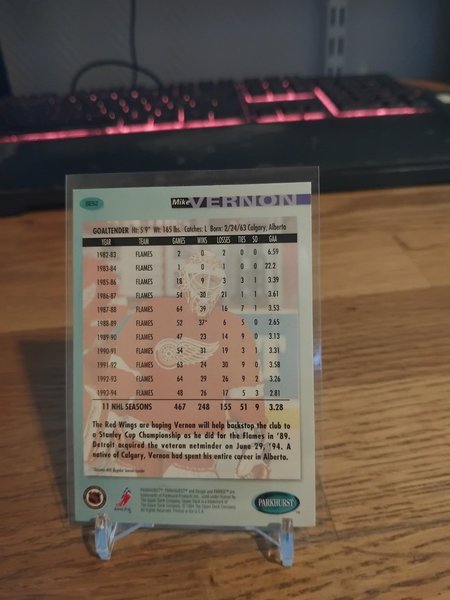 SE52
Mike VERNON
GOALTENDER Ht: 5'9" Wt: 165 lbs. Catches: L Born: 2/24/63 Calgary, Alberta
YEAR TEAM GAMES WINS LOSSES TIES SO GAA
1982-83 FLAMES 2 0 2 0 0 6.59
1983-84 FLAMES 1 0 1 0 0 22.2
1985-86 FLAMES 18 9 3 3 1 3.39
1986-87 FLAMES 54 30 21 1 1 3.61
1987-88 FLAMES 64 39 16 7 1 3.53
1988-89 FLAMES 52 37* 6 5 0 2.65
1989-90 FLAMES 47 23 14 9 0 3.13
1990-91 FLAMES 54 31 19 3 1 3.31
1991-92 FLAMES 63 24 30 9 0 3.58
1992-93 FLAMES 64 29 26 9 2 3.26
1993-94 FLAMES 48 26 17 5 3 2.81
11 NHL SEASONS 467 248 155 51 9 3.28
The Red Wings are hoping Vernon will help backstop the club to
a Stanley Cup Championship as he did for the Flames in '89.
Detroit acquired the veteran netminder on June 29, '94. A
native of Calgary, Vernon had spent his entire career in Alberta.
PARKHURST